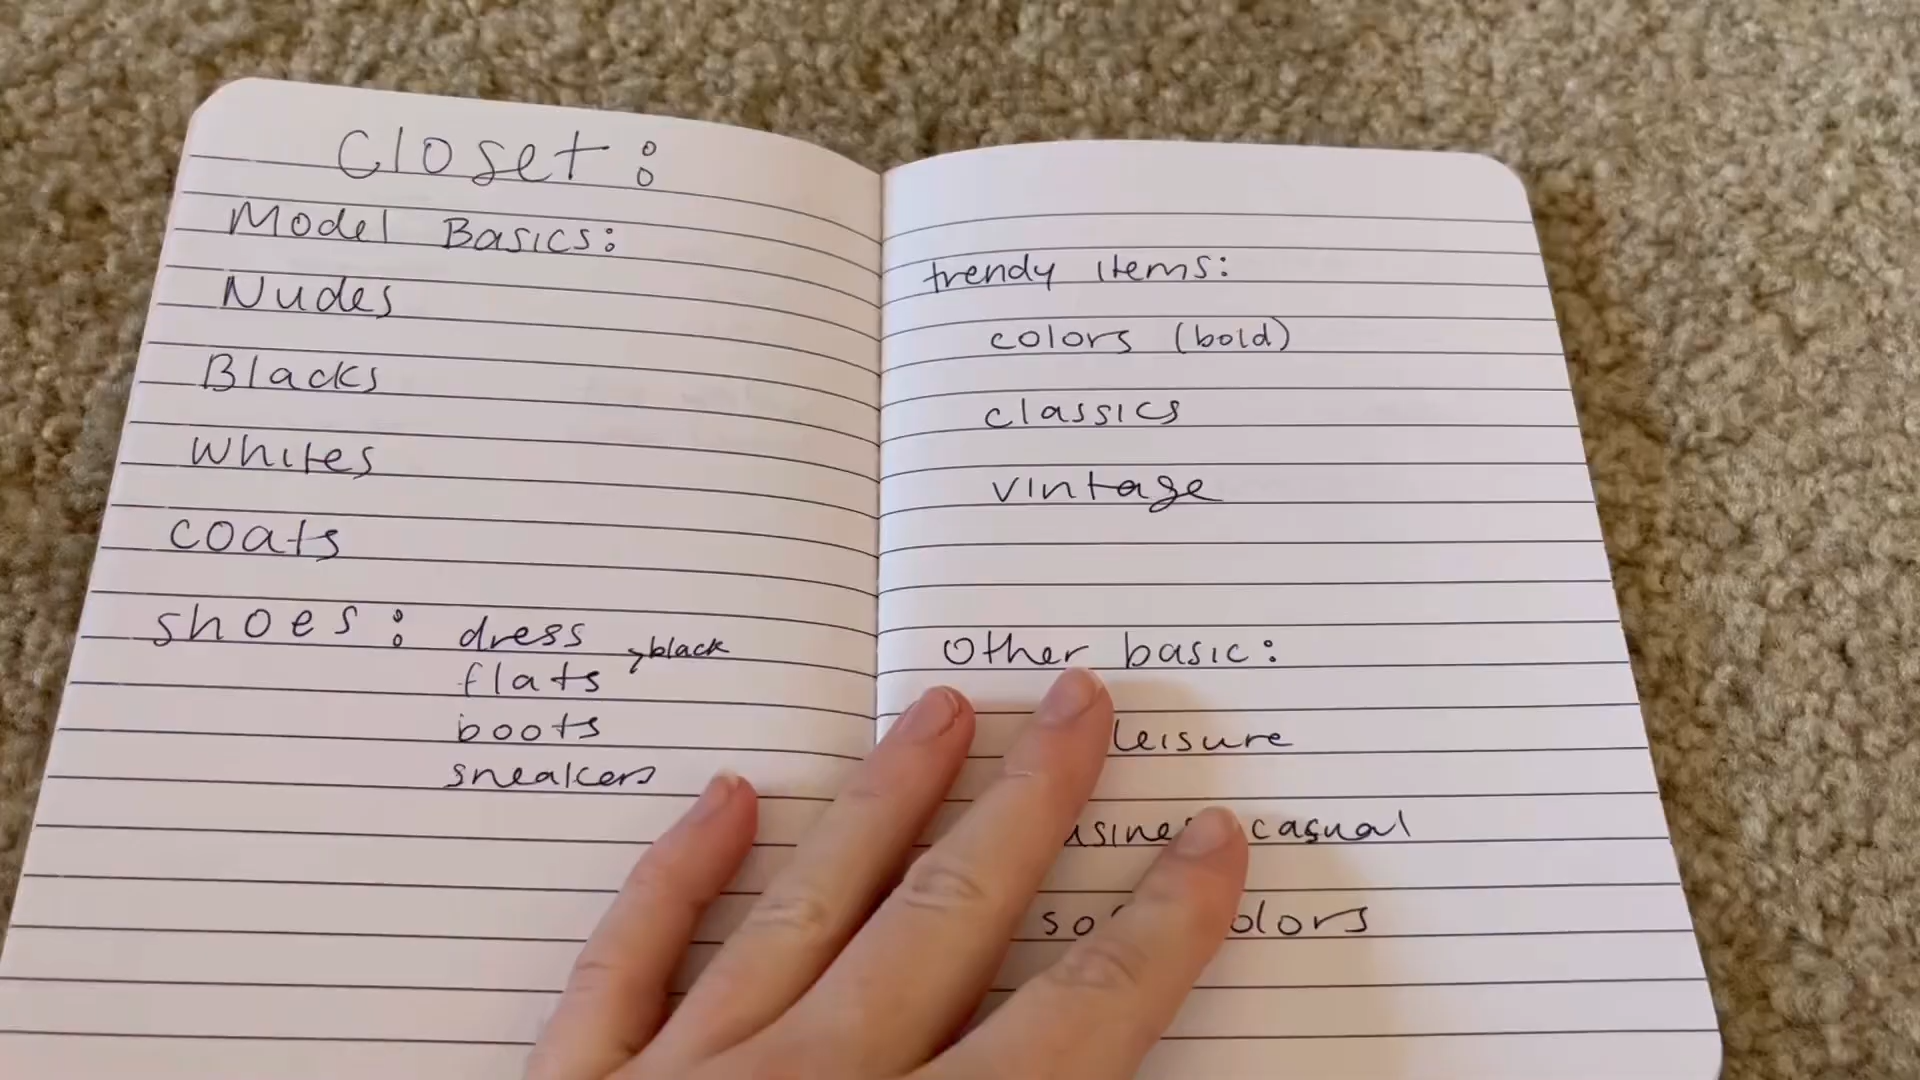 Closet:
Model Basics:
Nudes
Blacks
Whites
coats
shoes: dress
black
flats
boots
sneakers
trendy items:
colors (bold)
classics
vintage
Other basic:
leisure
casual